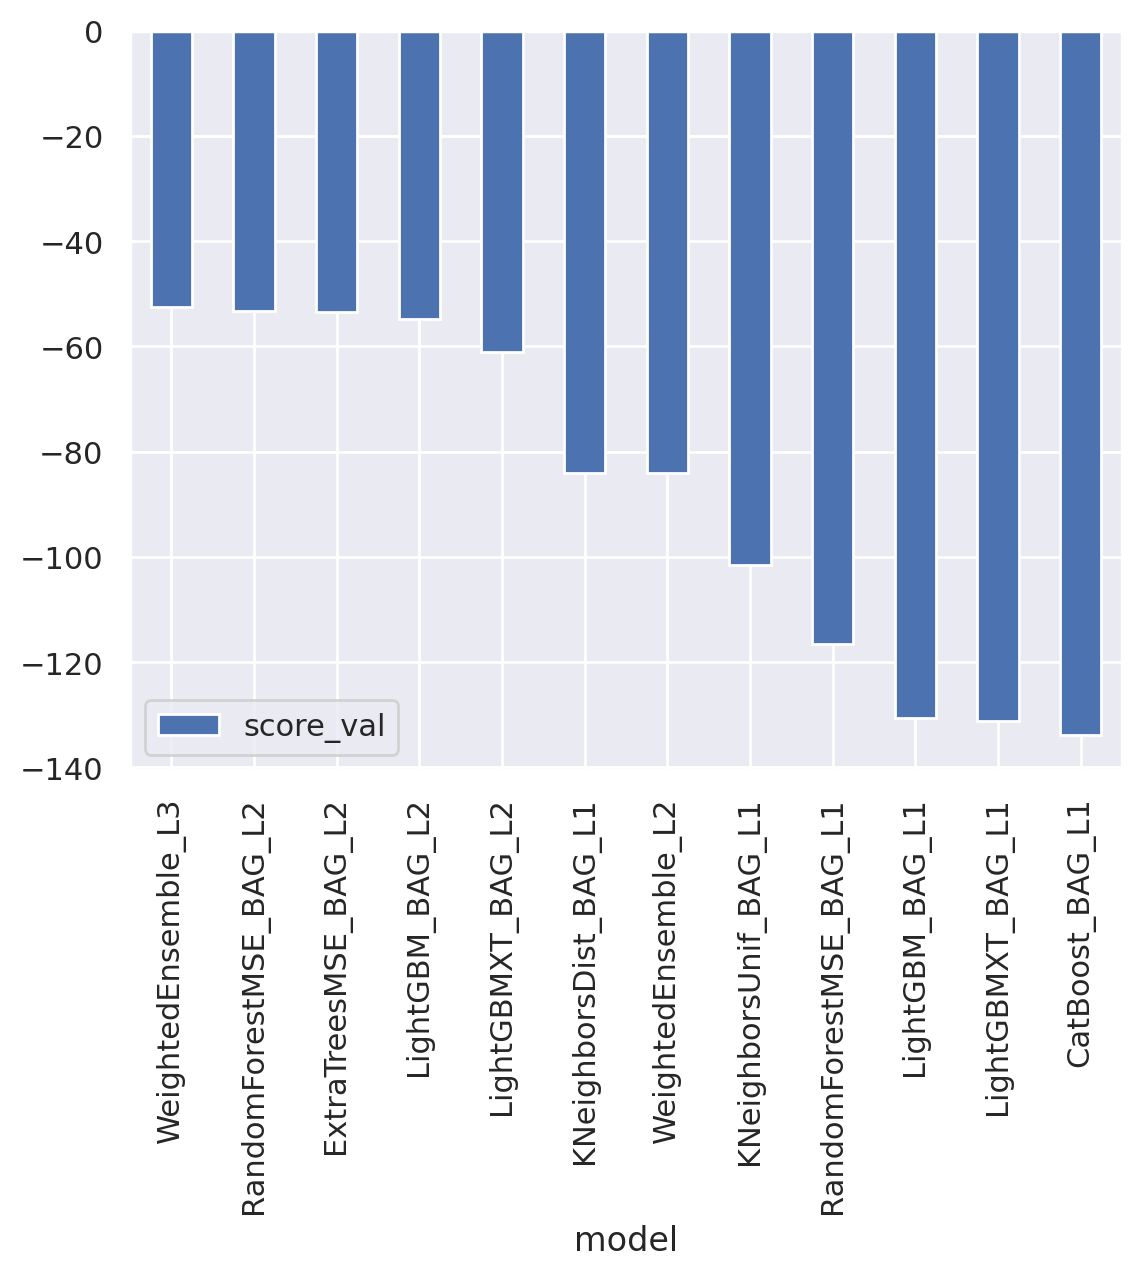 0
−20
−40
−60
−80
−100
−120
−140
score_val
WeightedEnsemble_L3
RandomForestMSE_BAG_L2
ExtraTreesMSE_BAG_L2
LightGBM_BAG_L2
LightGBMXT_BAG_L2
KNeighborsDist_BAG_L1
WeightedEnsemble_L2
KNeighborsUnif_BAG_L1
RandomForestMSE_BAG_L1
LightGBM_BAG_L1
LightGBMXT_BAG_L1
CatBoost_BAG_L1
model